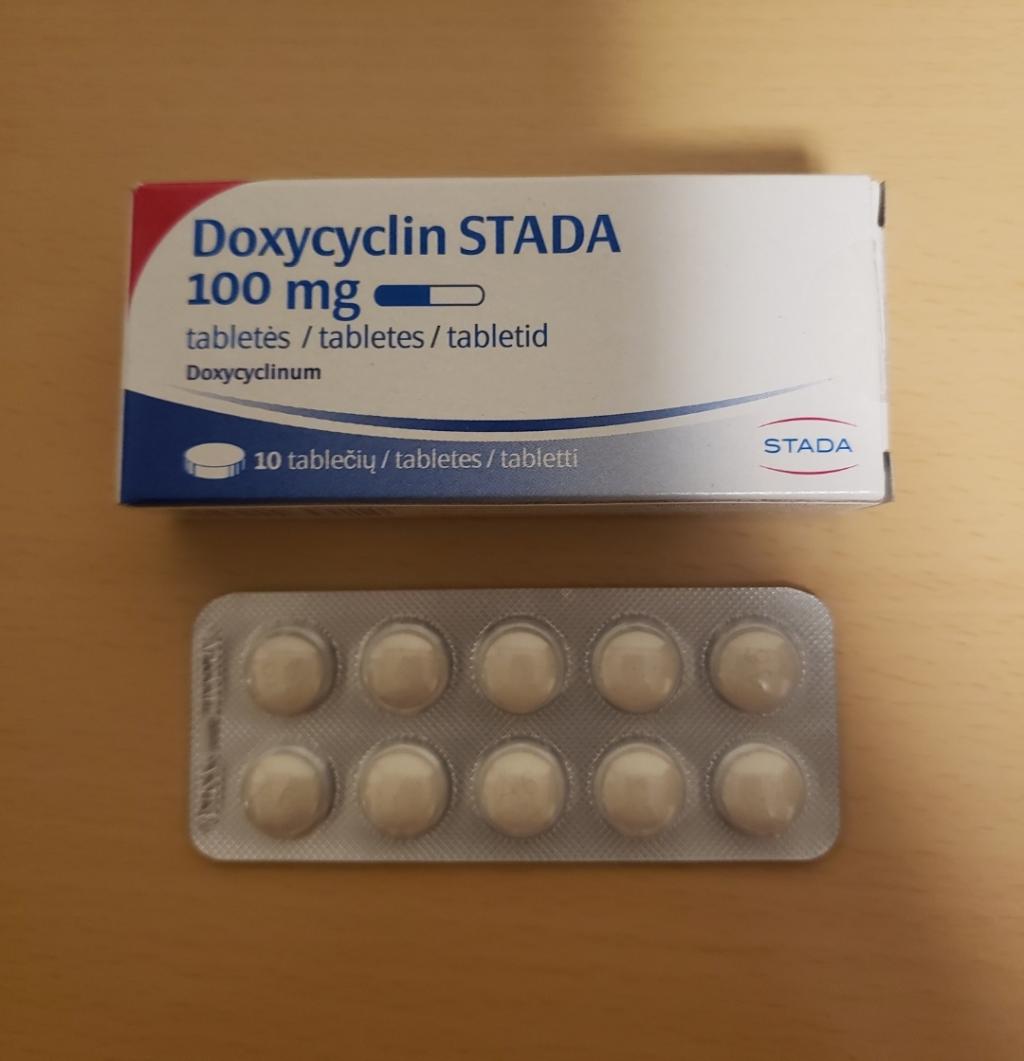 Doxycyclin STADA
100 mg
tabletės / tabletes / tabletid
Doxycyclinum
10 tablečių / tabletes / tabletti
STADA